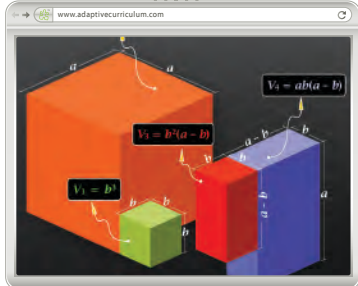 www.adaptivecurriculum.com
a a
V₄ = ab(a − b)
V₃ = b²(a − b)
a − b b
b b
V₁ = b³
b b
a
a − b
b
a